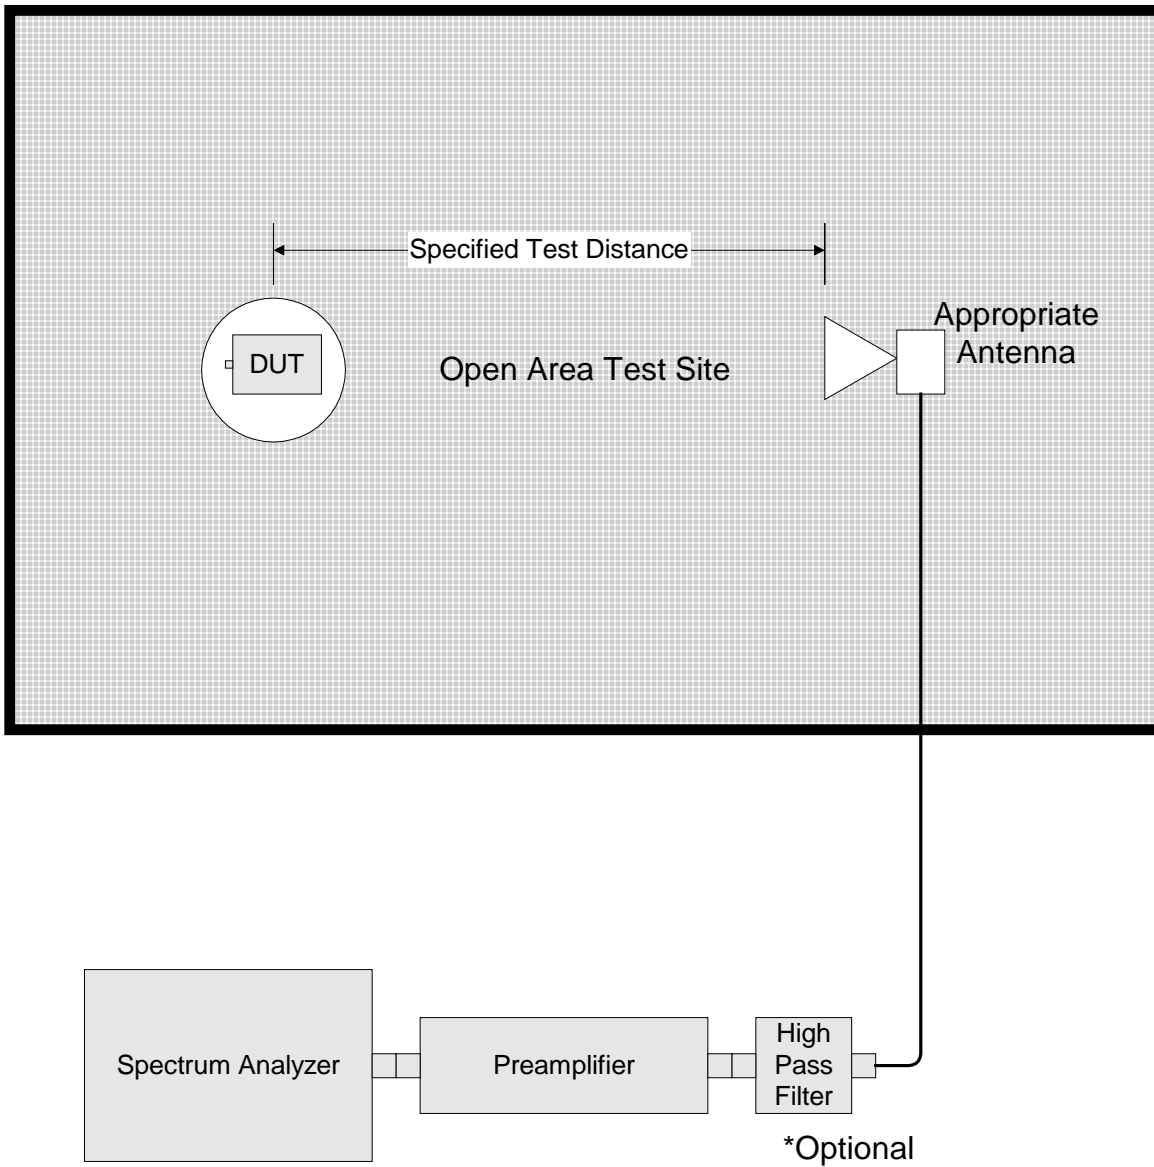 Specified Test Distance
DUT
Open Area Test Site
Appropriate
Antenna
Spectrum Analyzer
Preamplifier
High
Pass
Filter
*Optional